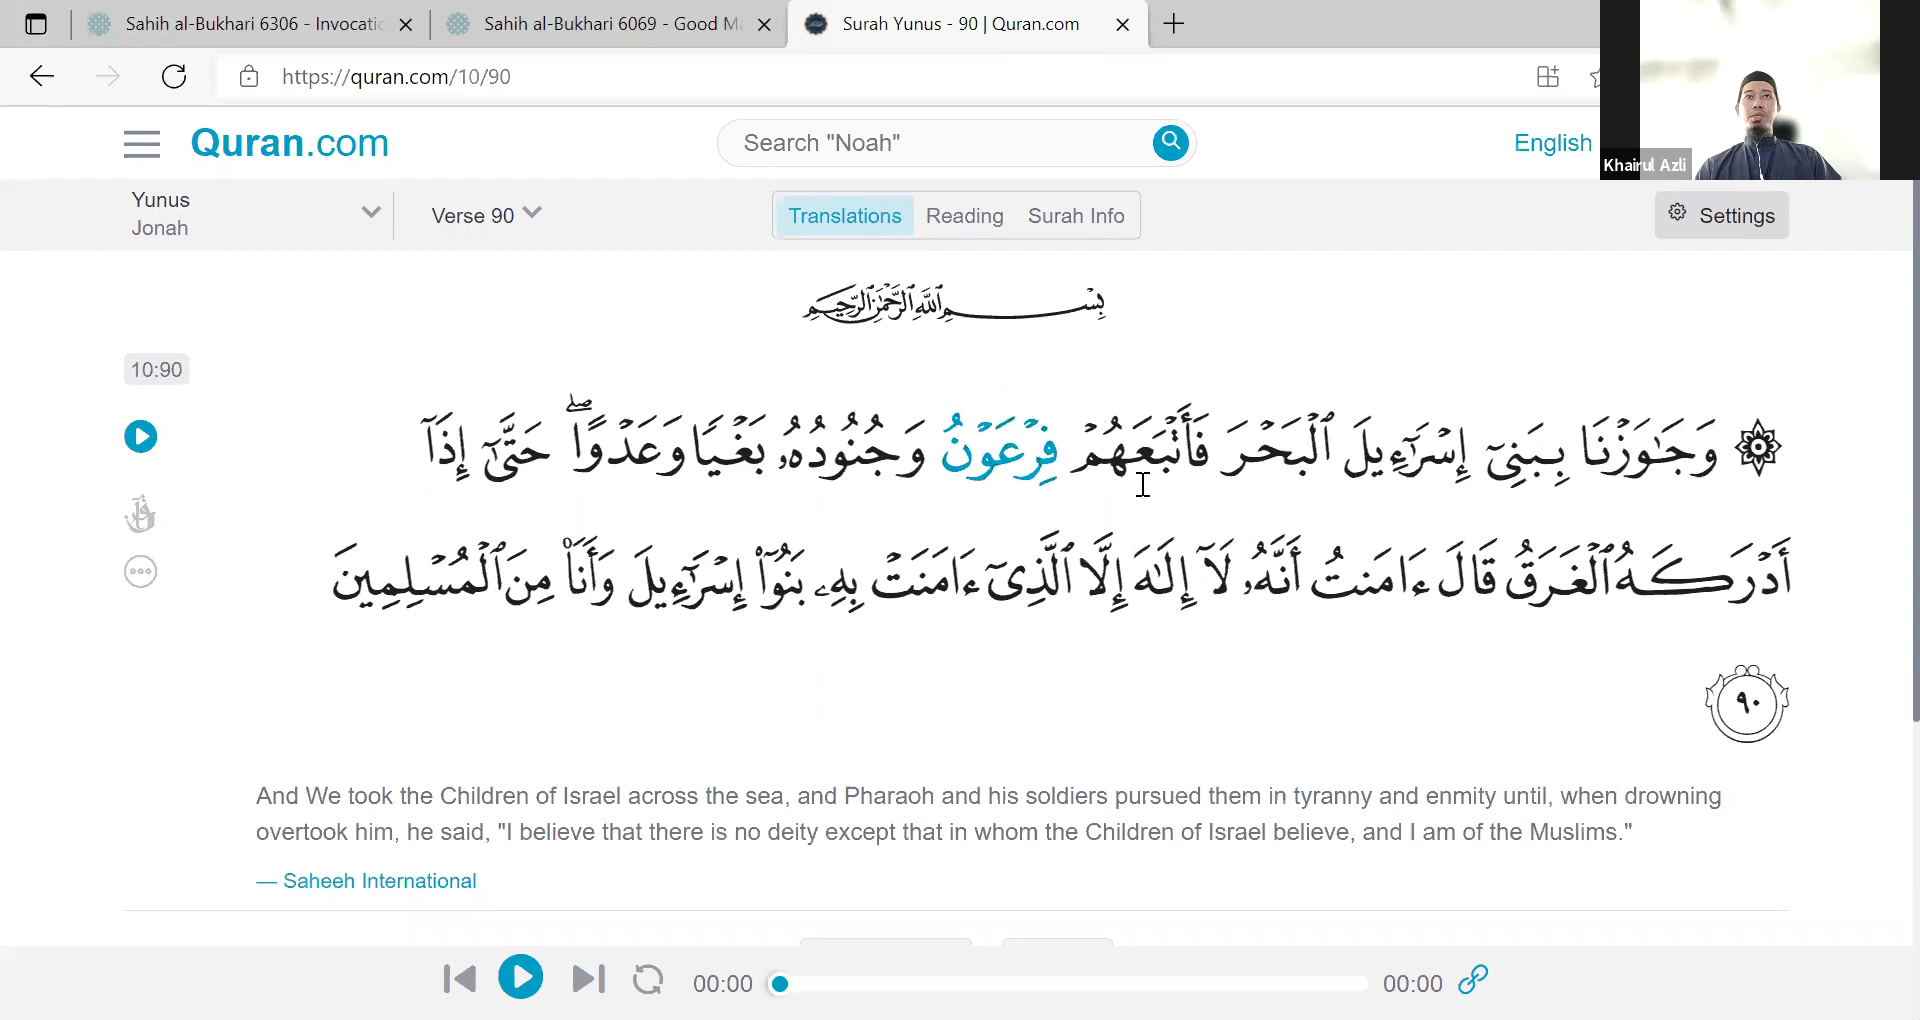 Sahih al-Bukhari 6306 - Invocatic
Sahih al-Bukhari 6069 - Good M
Surah Yunus - 90 | Quran.com
https://quran.com/10/90
Quran.com
Search "Noah"
English
Khairul Azli
Yunus
Jonah
Verse 90
Translations
Reading
Surah Info
Settings
بِسْمِ ٱللَّهِ ٱلرَّحْمَٰنِ ٱلرَّحِيمِ
10:90
۞ وَجَٰوَزْنَا بِبَنِىٓ إِسْرَٰٓءِيلَ ٱلْبَحْرَ فَأَتْبَعَهُمْ فِرْعَوْنُ وَجُنُودُهُۥ بَغْيًا وَعَدْوًا ۖ حَتَّىٰٓ إِذَآ
أَدْرَكَهُ ٱلْغَرَقُ قَالَ ءَامَنتُ أَنَّهُۥ لَآ إِلَٰهَ إِلَّا ٱلَّذِىٓ ءَامَنَتْ بِهِۦ بَنُوٓا۟ إِسْرَٰٓءِيلَ وَأَنَا۠ مِنَ ٱلْمُسْلِمِينَ
٩٠
And We took the Children of Israel across the sea, and Pharaoh and his soldiers pursued them in tyranny and enmity until, when drowning
overtook him, he said, "I believe that there is no deity except that in whom the Children of Israel believe, and I am of the Muslims."
— Saheeh International
00:00
00:00